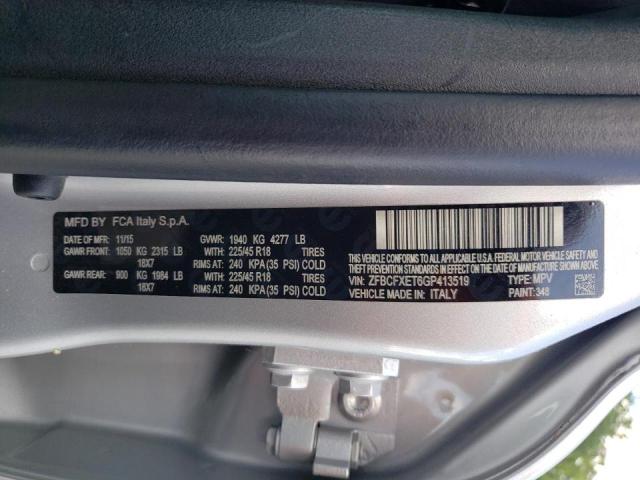 MFD BY FCA Italy S.p.A.
DATE OF MFR: 11/15 GVWR: 1940 KG 4277 LB
GAWR FRONT: 1050 KG 2315 LB WITH: 225/45 R18 TIRES
18X7 RIMS AT: 240 KPA(35 PSI) COLD
GAWR REAR: 900 KG 1984 LB WITH: 225/45 R18 TIRES
18X7 RIMS AT: 240 KPA(35 PSI) COLD
THIS VEHICLE CONFORMS TO ALL APPLICABLE U.S.A. FEDERAL MOTOR
VEHICLE SAFETY, BUMPER, AND THEFT PREVENTION STANDARDS
IN EFFECT ON THE DATE OF MANUFACTURE SHOWN ABOVE
VIN: ZFBCFXET6GP413519 TYPE: MPV
VEHICLE MADE IN: ITALY PAINT: 348